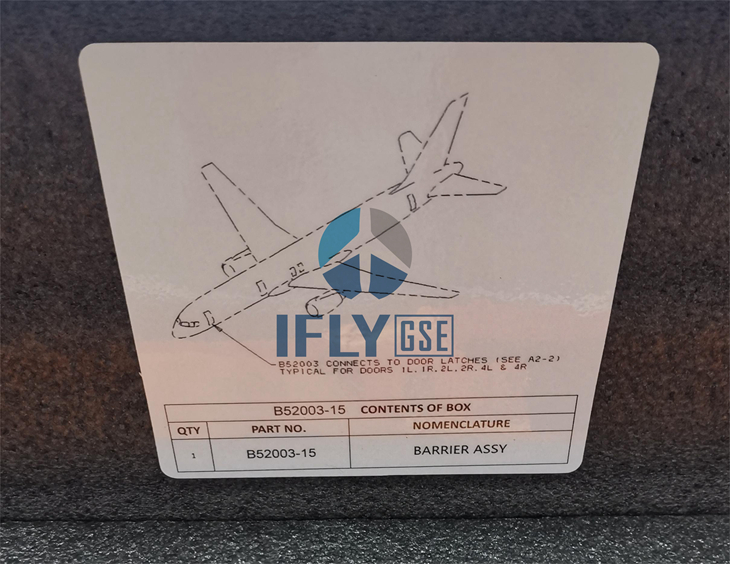 IFLY GSE
B52003 CONNECTS TO DOOR LATCHES (SEE A2-2)
TYPICAL FOR DOORS 1L,1R,2L,2R,4L & 4R
B52003-15 CONTENTS OF BOX
QTY PART NO. NOMENCLATURE
1 B52003-15 BARRIER ASSY